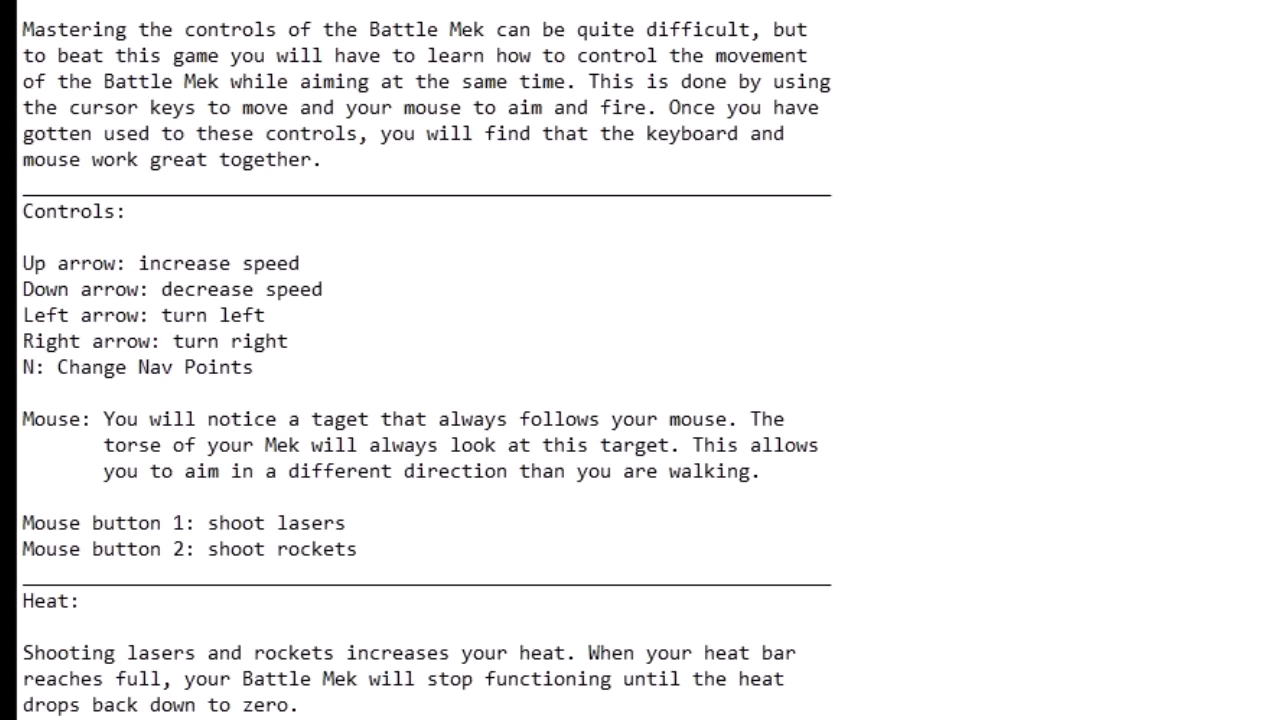 Mastering the controls of the Battle Mek can be quite difficult, but
to beat this game you will have to learn how to control the movement
of the Battle Mek while aiming at the same time. This is done by using
the cursor keys to move and your mouse to aim and fire. Once you have
gotten used to these controls, you will find that the keyboard and
mouse work great together.
Controls:
Up arrow: increase speed
Down arrow: decrease speed
Left arrow: turn left
Right arrow: turn right
N: Change Nav Points
Mouse: You will notice a taget that always follows your mouse. The
torse of your Mek will always look at this target. This allows
you to aim in a different direction than you are walking.
Mouse button 1: shoot lasers
Mouse button 2: shoot rockets
Heat:
Shooting lasers and rockets increases your heat. When your heat bar
reaches full, your Battle Mek will stop functioning until the heat
drops back down to zero.